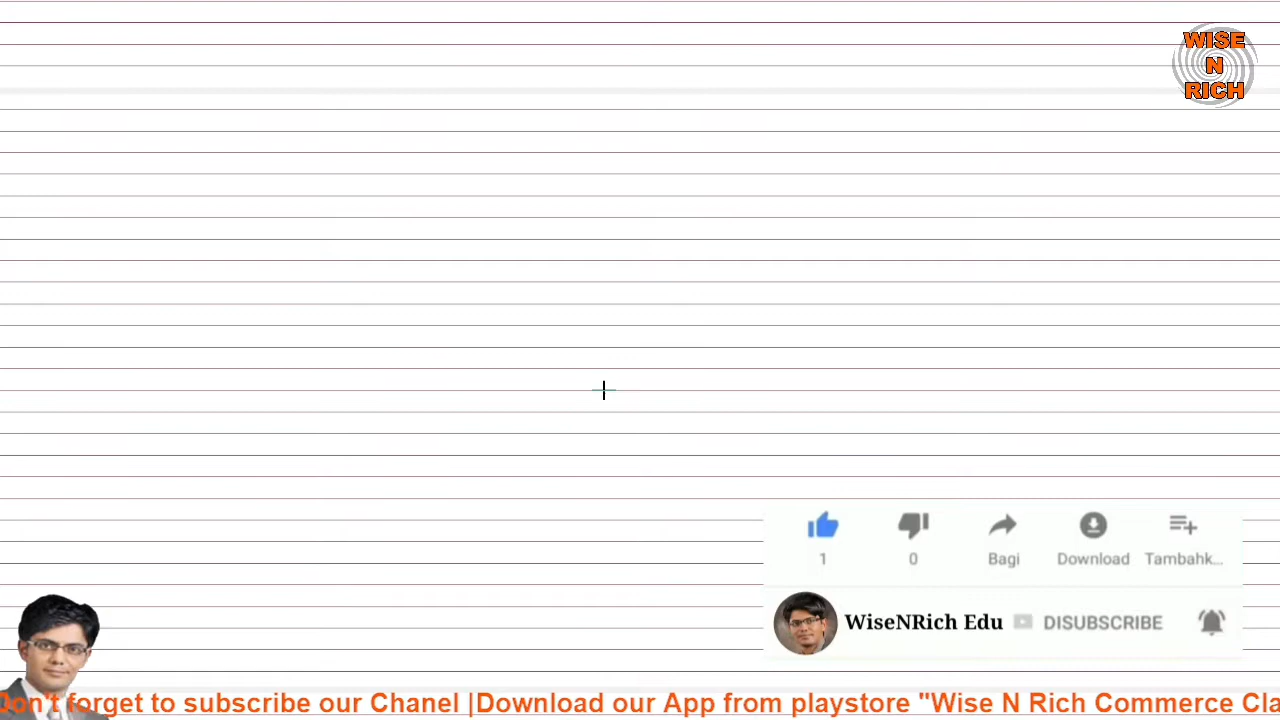 WISE
N
RICH
1
0
Bagi
Download
Tambahk...
WiseNRich Edu
DISUBSCRIBE
Don't forget to subscribe our Chanel |Download our App from playstore "Wise N Rich Commerce Cla